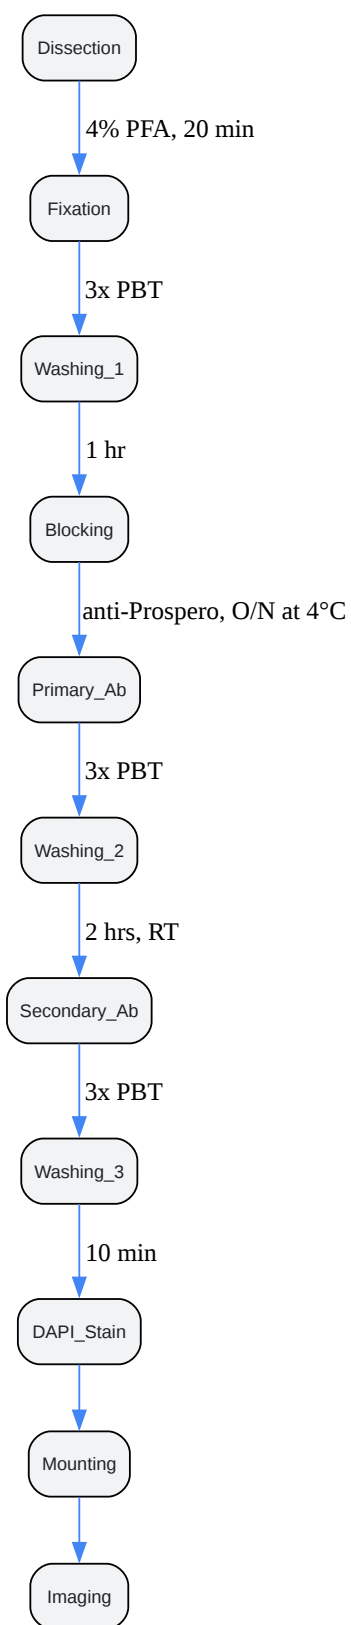 Dissection
4% PFA, 20 min
Fixation
3x PBT
Washing_1
1 hr
Blocking
anti-Prospero, O/N at 4°C
Primary_Ab
3x PBT
Washing_2
2 hrs, RT
Secondary_Ab
3x PBT
Washing_3
10 min
DAPI_Stain
Mounting
Imaging